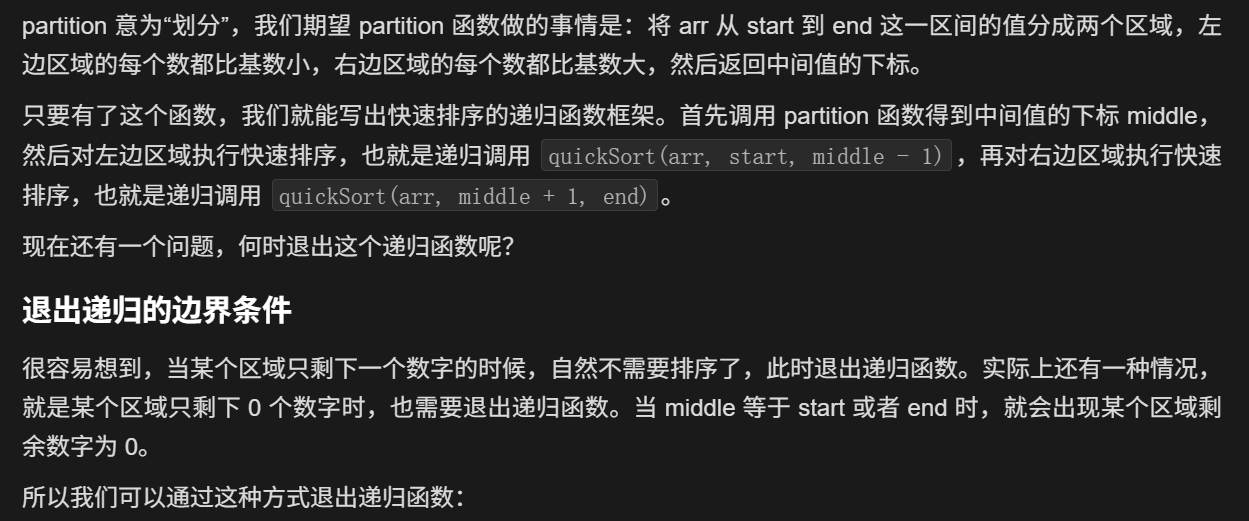 partition 意为“划分”，我们期望 partition 函数做的事情是：将 arr 从 start 到 end 这一区间的值分成两个区域，左
边区域的每个数都比基数小，右边区域的每个数都比基数大，然后返回中间值的下标。
只要有了这个函数，我们就能写出快速排序的递归函数框架。首先调用 partition 函数得到中间值的下标 middle，
然后对左边区域执行快速排序，也就是递归调用 quickSort(arr, start, middle - 1) ，再对右边区域执行快速
排序，也就是递归调用 quickSort(arr, middle + 1, end) 。
现在还有一个问题，何时退出这个递归函数呢？
退出递归的边界条件
很容易想到，当某个区域只剩下一个数字的时候，自然不需要排序了，此时退出递归函数。实际上还有一种情况，
就是某个区域只剩下 0 个数字时，也需要退出递归函数。当 middle 等于 start 或者 end 时，就会出现某个区域剩
余数字为 0。
所以我们可以通过这种方式退出递归函数：